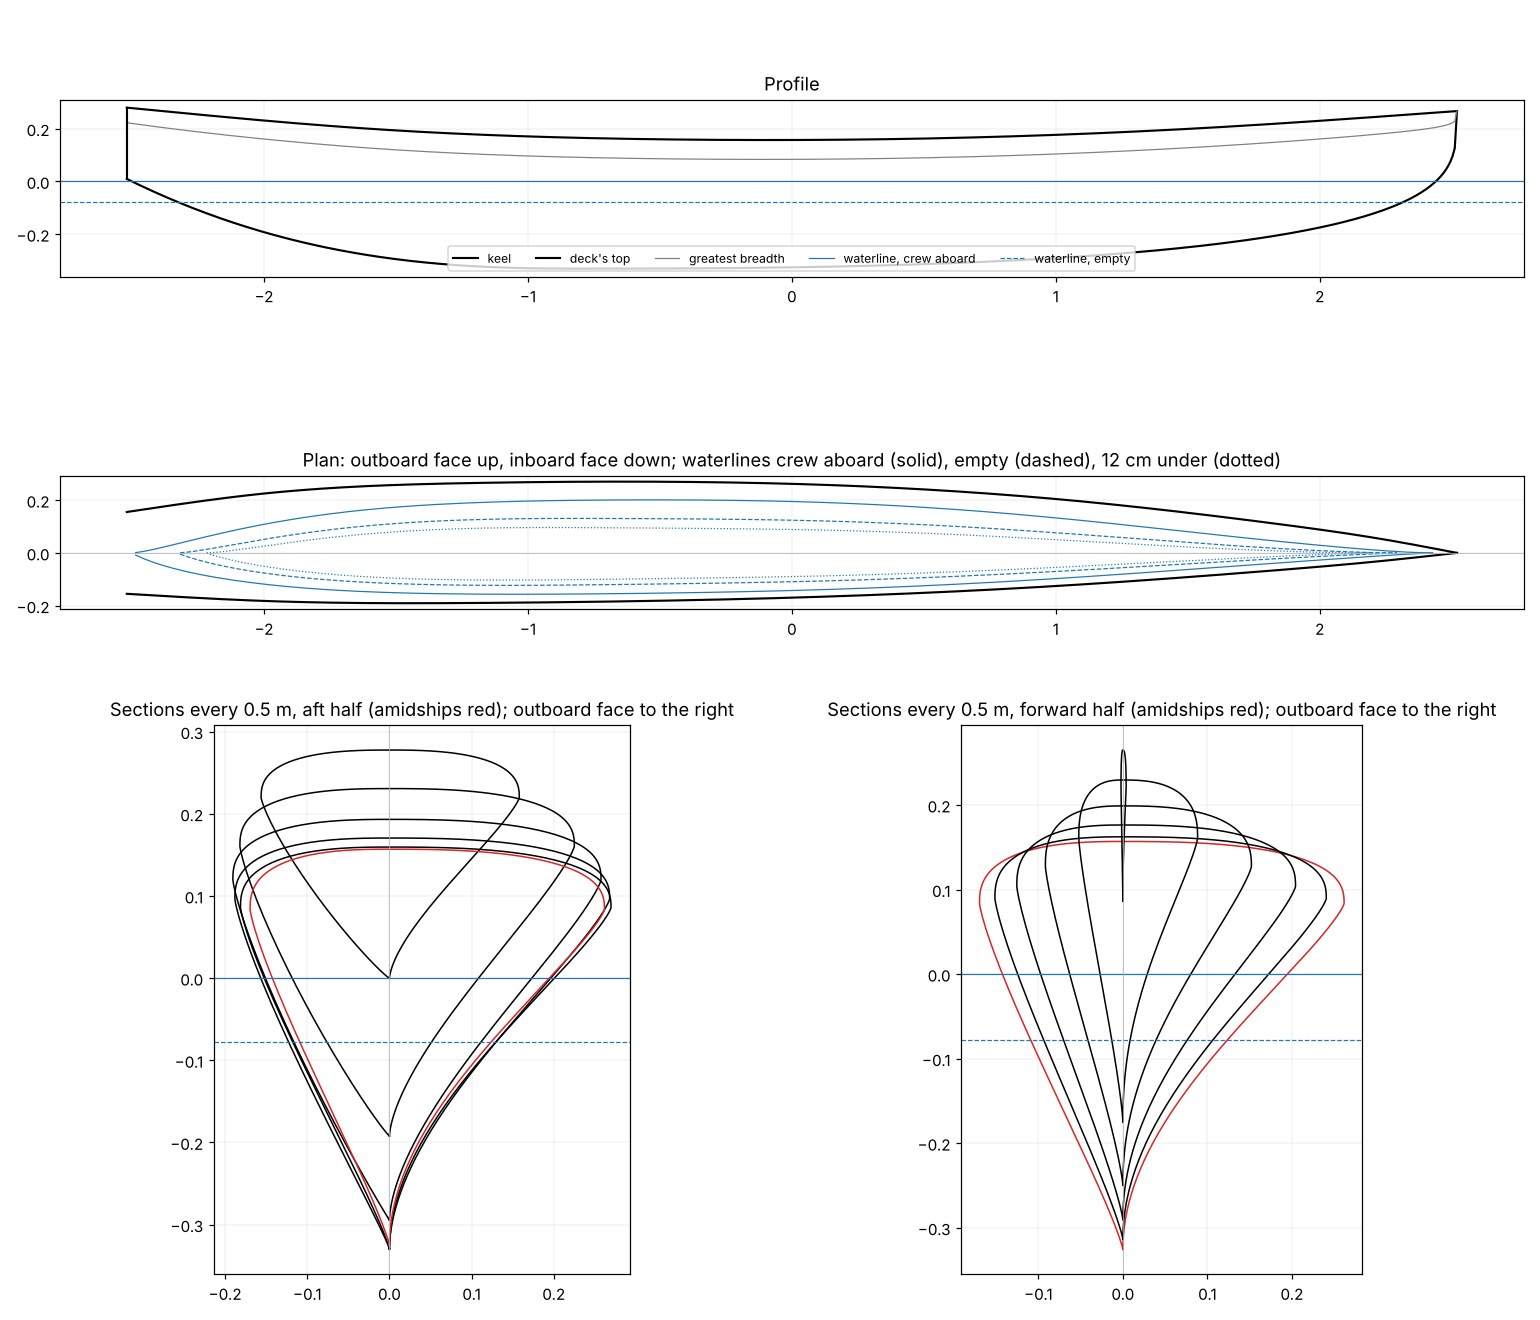 Profile
0.2
0.0
−0.2
keel deck's top greatest breadth waterline, crew aboard waterline, empty
−2 −1 0 1 2
Plan: outboard face up, inboard face down; waterlines crew aboard (solid), empty (dashed), 12 cm under (dotted)
0.2
0.0
−0.2
−2 −1 0 1 2
Sections every 0.5 m, aft half (amidships red); outboard face to the right
0.3
0.2
0.1
0.0
−0.1
−0.2
−0.3
−0.2 −0.1 0.0 0.1 0.2
Sections every 0.5 m, forward half (amidships red); outboard face to the right
0.2
0.1
0.0
−0.1
−0.2
−0.3
−0.1 0.0 0.1 0.2